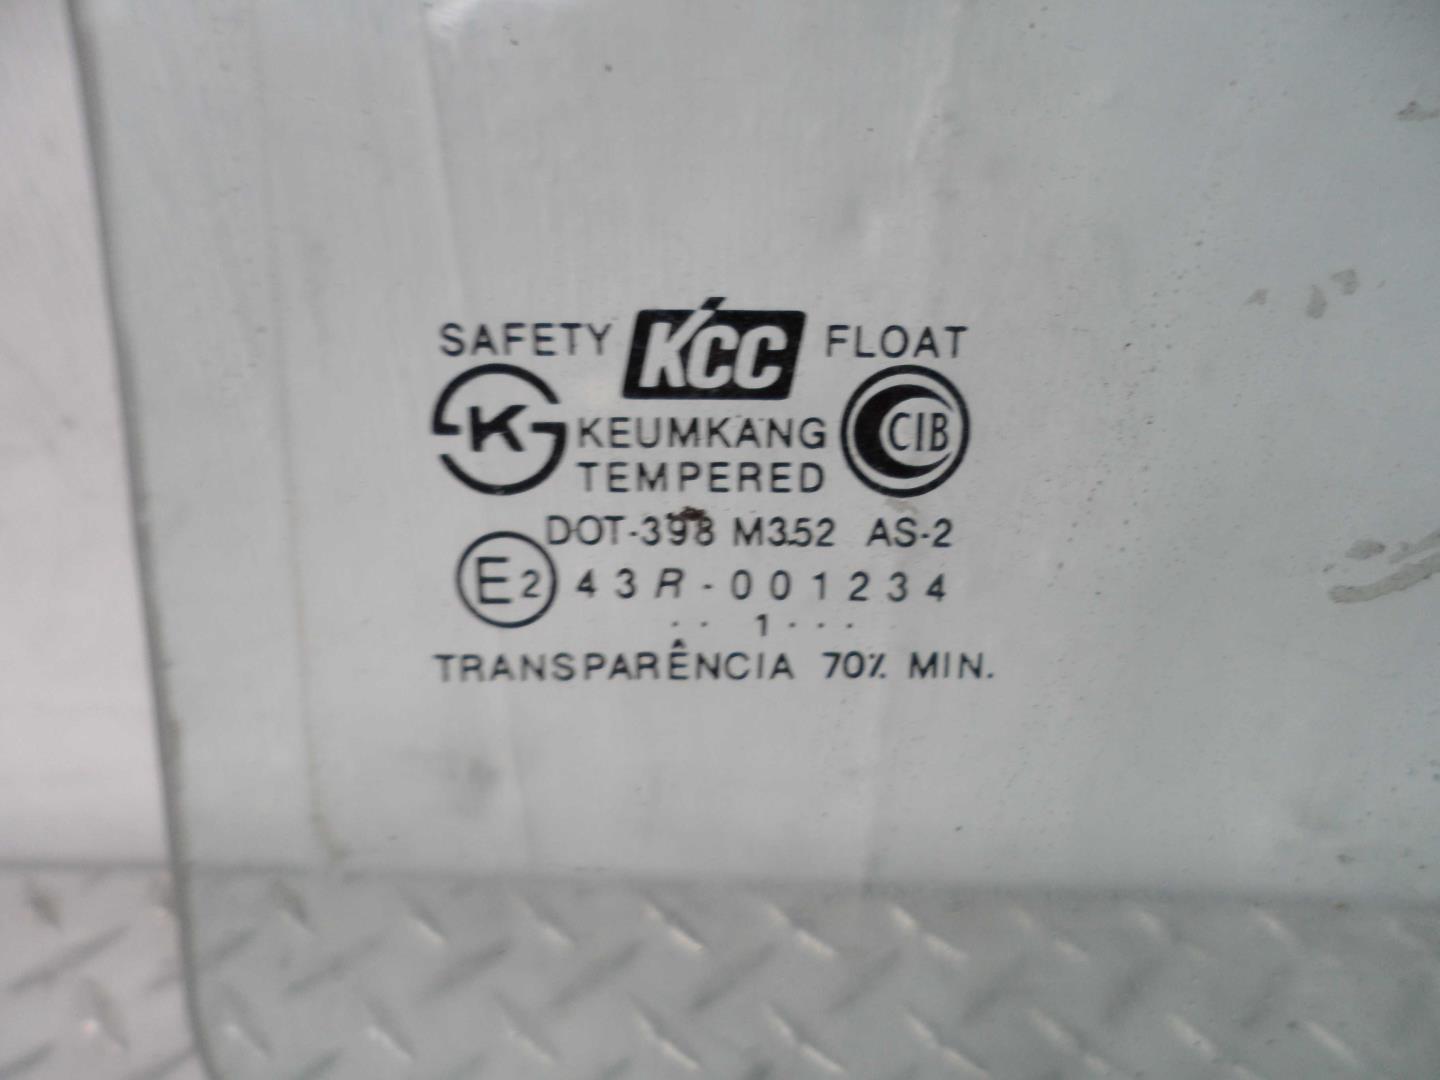 SAFETY KCC FLOAT
K KEUMKANG CIB
TEMPERED
DOT-398 M352 AS-2
E2 43R-001234
.. 1...
TRANSPARÊNCIA 70% MIN.